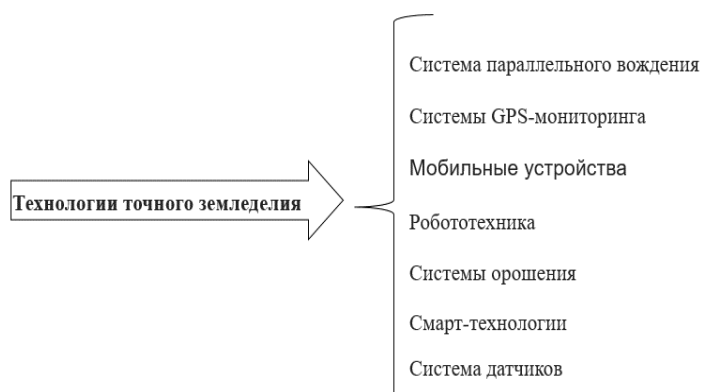 Технологии точного земледелия
Система параллельного вождения
Системы GPS-мониторинга
Мобильные устройства
Робототехника
Системы орошения
Смарт-технологии
Система датчиков